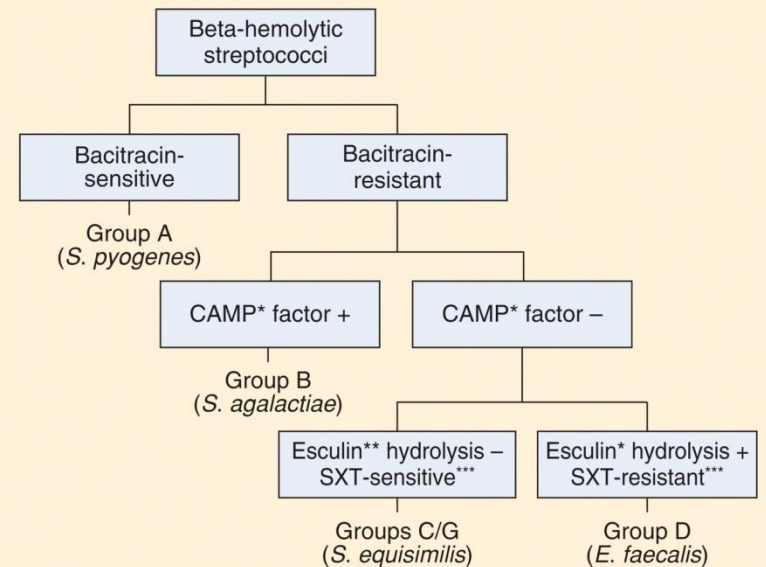 Beta-hemolytic
streptococci
Bacitracin-
sensitive
Bacitracin-
resistant
Group A
(S. pyogenes)
CAMP* factor +
CAMP* factor –
Group B
(S. agalactiae)
Esculin** hydrolysis –
SXT-sensitive***
Esculin* hydrolysis +
SXT-resistant***
Groups C/G
(S. equisimilis)
Group D
(E. faecalis)